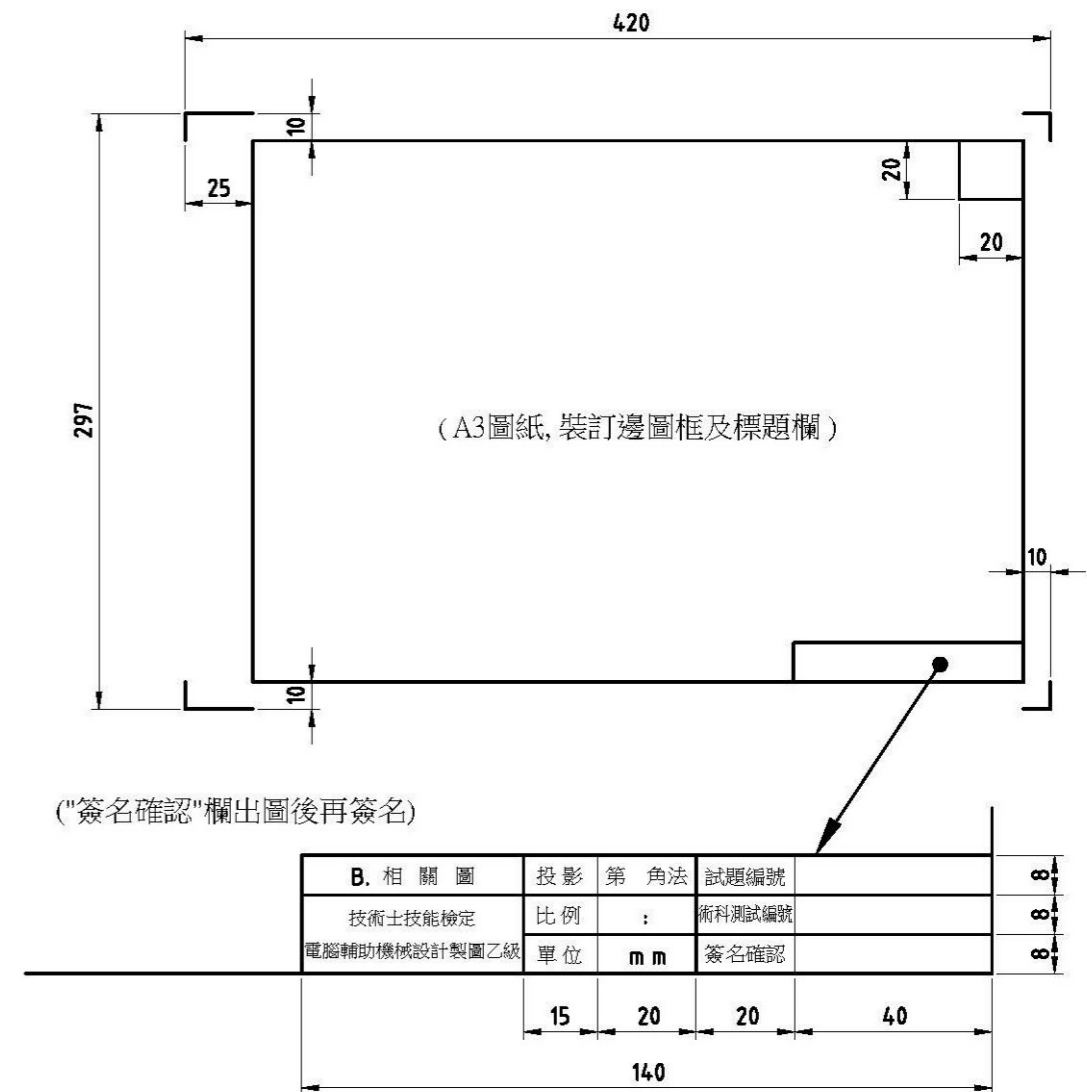 420
10
25
20
20
297
(A3圖紙, 裝訂邊圖框及標題欄)
10
10
("簽名確認"欄出圖後再簽名)
B. 相 關 圖 投影 第 角法 試題編號 8
技術士技能檢定 比例 : 術科測試編號 8
電腦輔助機械設計製圖乙級 單位 mm 簽名確認 8
15 20 20 40
140